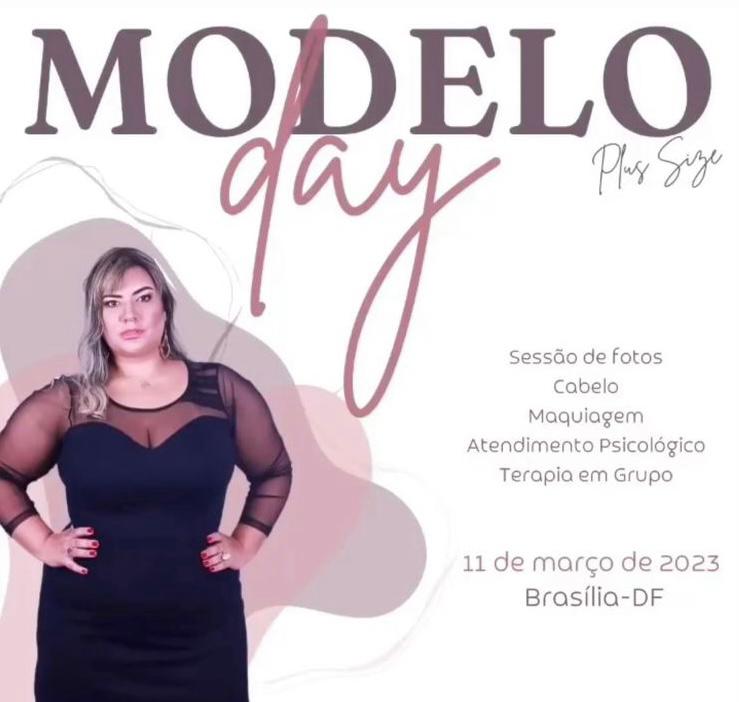 MODELO
day
Plus Size
Sessão de fotos
Cabelo
Maquiagem
Atendimento Psicológico
Terapia em Grupo
11 de março de 2023
Brasília-DF